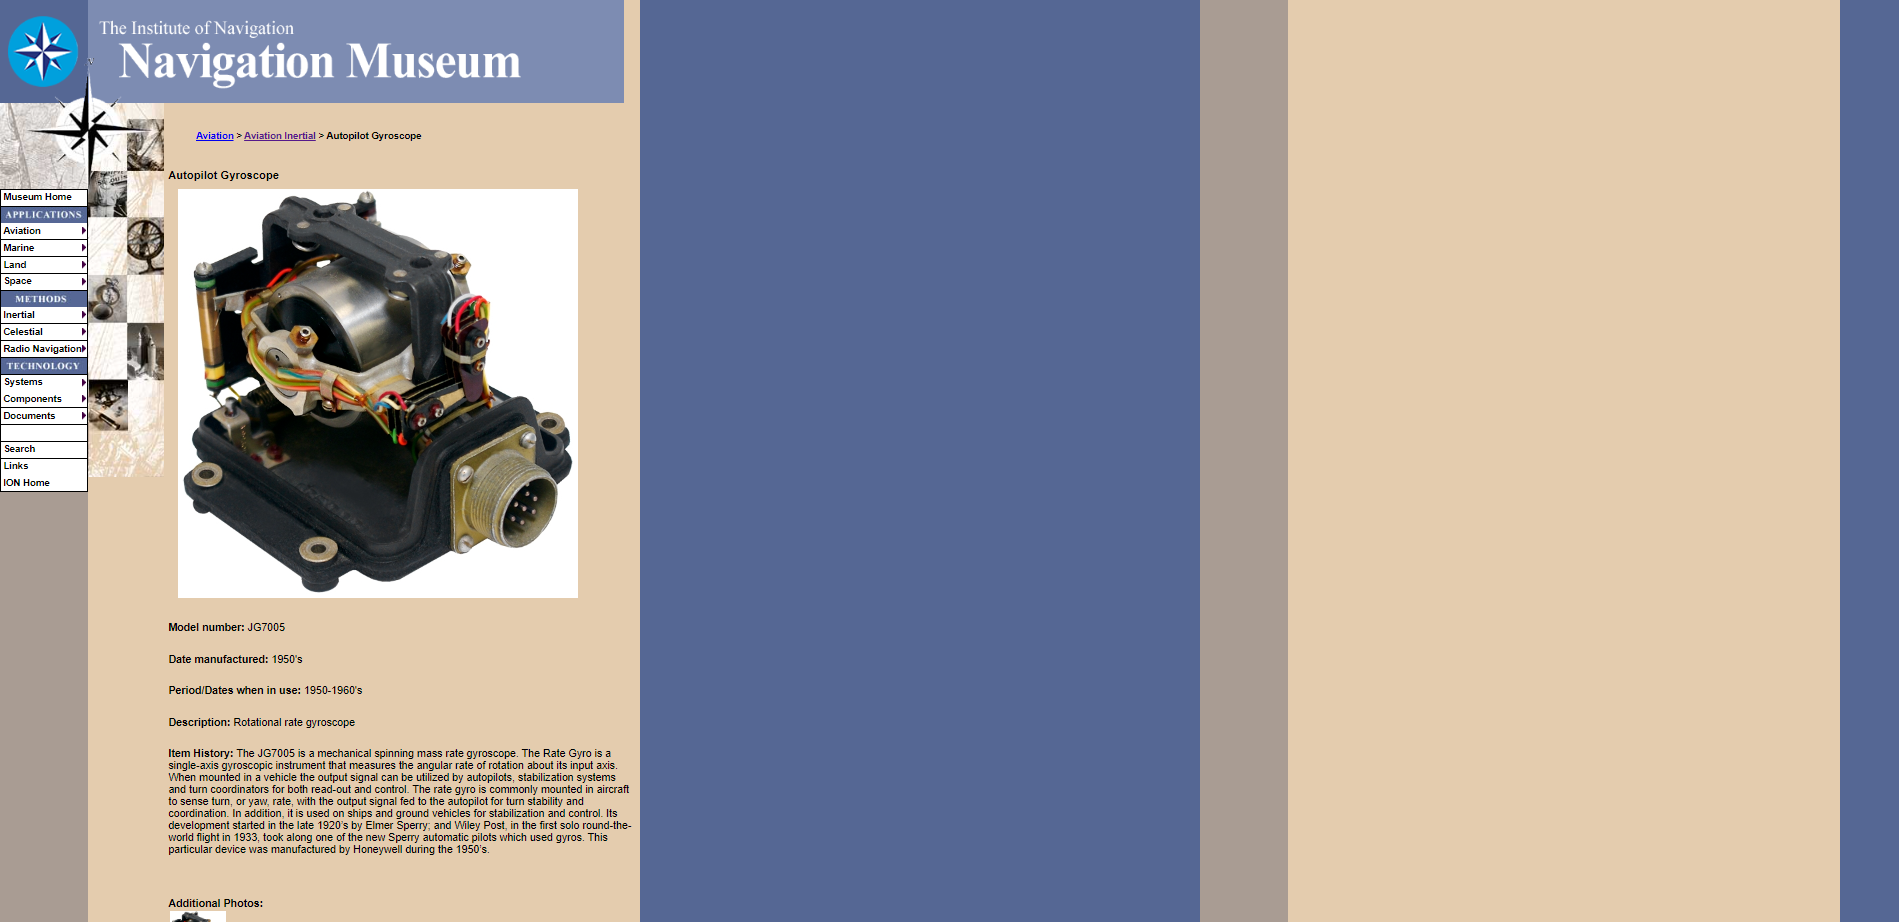 The Institute of Navigation
Navigation Museum
N
Aviation > Aviation Inertial > Autopilot Gyroscope
Autopilot Gyroscope
Museum Home
APPLICATIONS
Aviation
Marine
Land
Space
METHODS
Inertial
Celestial
Radio Navigation
TECHNOLOGY
Systems
Components
Documents
Search
Links
ION Home
Model number: JG7005
Date manufactured: 1950's
Period/Dates when in use: 1950-1960's
Description: Rotational rate gyroscope
Item History: The JG7005 is a mechanical spinning mass rate gyroscope. The Rate Gyro is a
single-axis gyroscopic instrument that measures the angular rate of rotation about its input axis.
When mounted in a vehicle the output signal can be utilized by autopilots, stabilization systems
and turn coordinators for both read-out and control. The rate gyro is commonly mounted in aircraft
to sense turn, or yaw, rate, with the output signal fed to the autopilot for turn stability and
coordination. In addition, it is used on ships and ground vehicles for stabilization and control. Its
development started in the late 1920's by Elmer Sperry; and Wiley Post, in the first solo round-the-
world flight in 1933, took along one of the new Sperry automatic pilots which used gyros. This
particular device was manufactured by Honeywell during the 1950's.
Additional Photos: